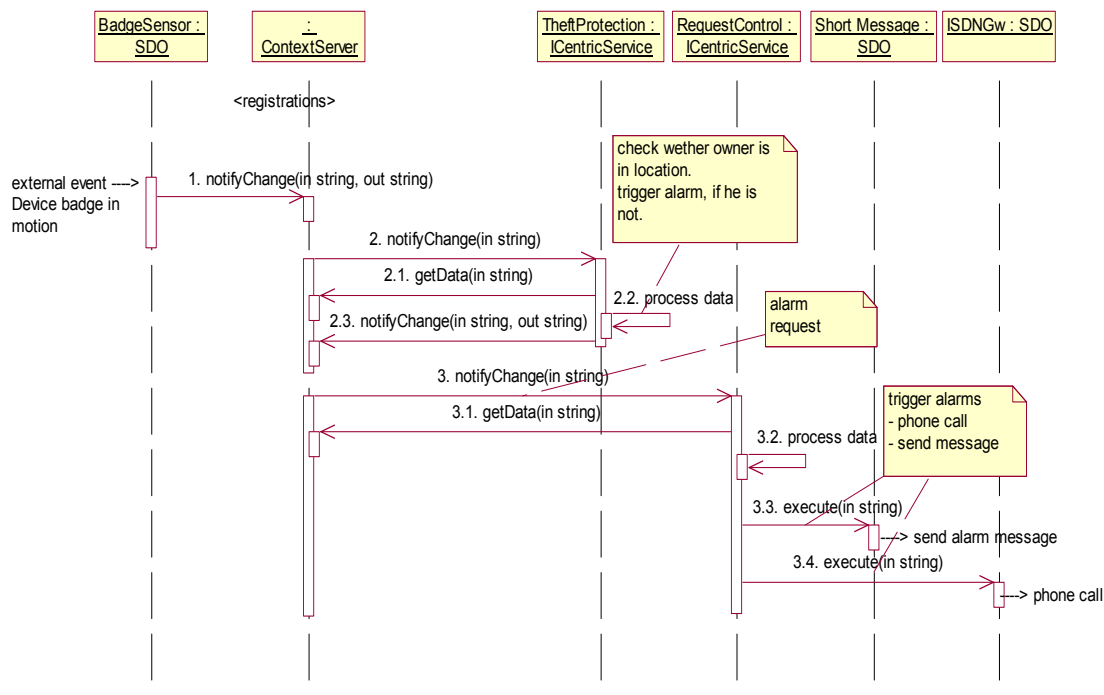 BadgeSensor :
SDO
:
ContextServer
TheftProtection :
ICentricService
RequestControl :
ICentricService
Short Message :
SDO
ISDNGw : SDO
<registrations>
check wether owner is
in location.
trigger alarm, if he is
not.
external event ---->
Device badge in
motion
1. notifyChange(in string, out string)
2. notifyChange(in string)
2.1. getData(in string)
2.2. process data
alarm
request
2.3. notifyChange(in string, out string)
3. notifyChange(in string)
3.1. getData(in string)
trigger alarms
- phone call
- send message
3.2. process data
3.3. execute(in string)
----> send alarm message
3.4. execute(in string)
----> phone call